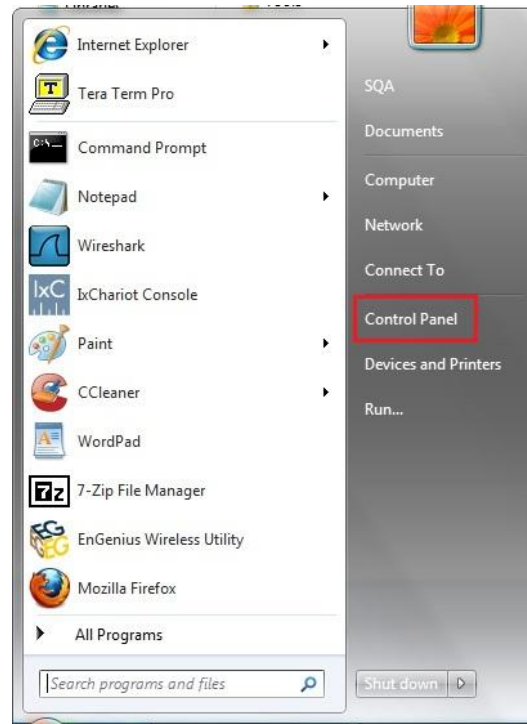 Internet Explorer
Tera Term Pro
Command Prompt
Notepad
Wireshark
IxChariot Console
Paint
CCleaner
WordPad
7-Zip File Manager
EnGenius Wireless Utility
Mozilla Firefox
All Programs
Search programs and files
SQA
Documents
Computer
Network
Connect To
Control Panel
Devices and Printers
Run...
Shut down